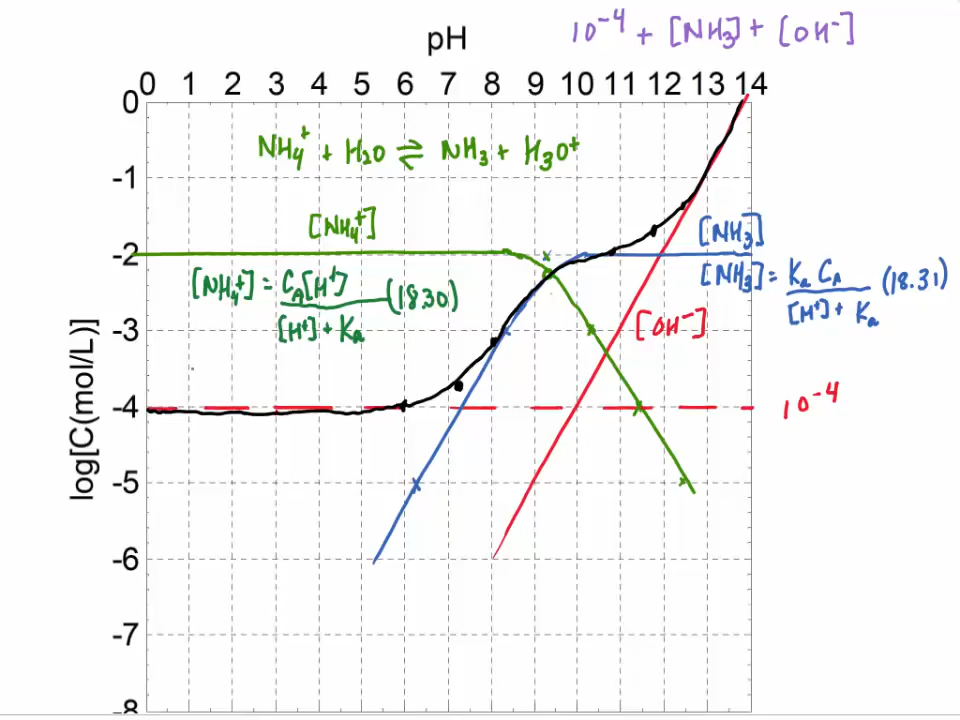 10⁻⁴ + [NH₃] + [OH⁻]
pH
0 1 2 3 4 5 6 7 8 9 10 11 12 13 14
0
NH₄⁺ + H₂O ⇌ NH₃ + H₃O⁺
-1
[NH₄⁺]
[NH₃]
-2
[NH₄⁺] = C_A[H⁺] / [H⁺] + Ka (18.30)
[NH₃] = Ka C_A / [H⁺] + Ka (18.31)
-3
[OH⁻]
-4
10⁻⁴
log[C(mol/L)]
-5
-6
-7
-8